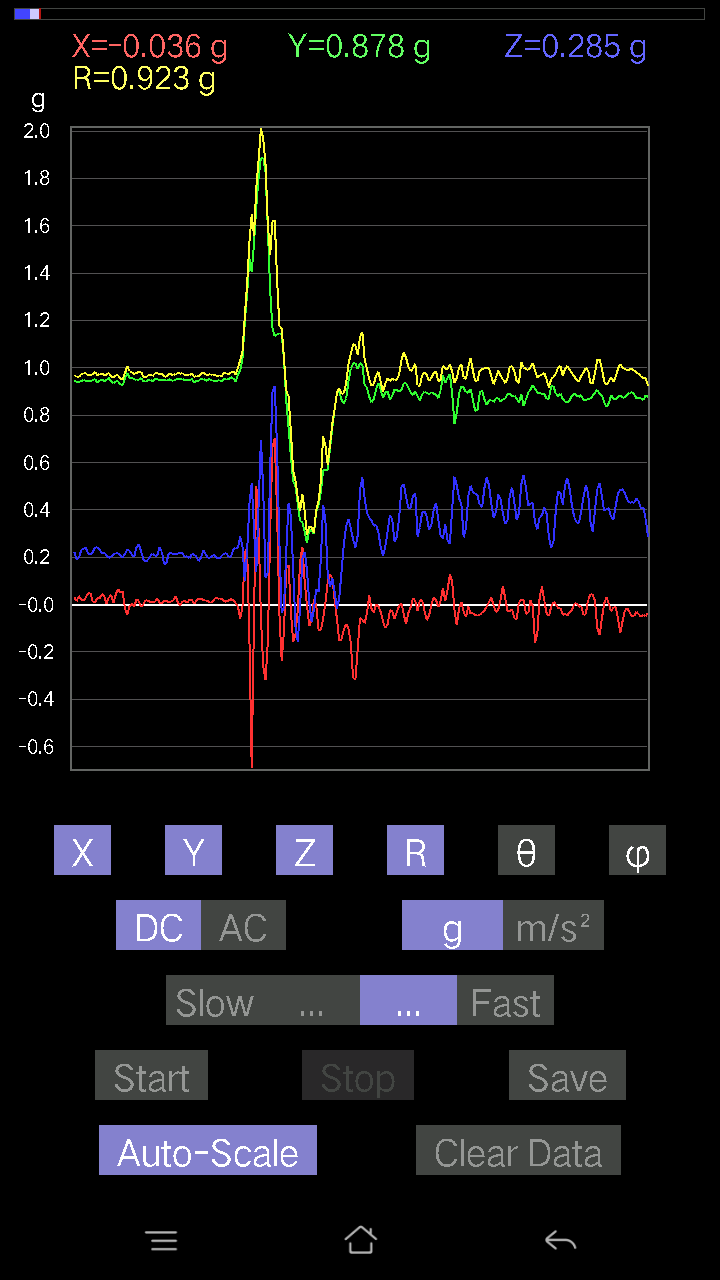 X=-0.036 g Y=0.878 g Z=0.285 g
R=0.923 g
g
2.0
1.8
1.6
1.4
1.2
1.0
0.8
0.6
0.4
0.2
-0.0
-0.2
-0.4
-0.6
X Y Z R θ φ
DC AC g m/s²
Slow ... ... Fast
Start Stop Save
Auto-Scale Clear Data